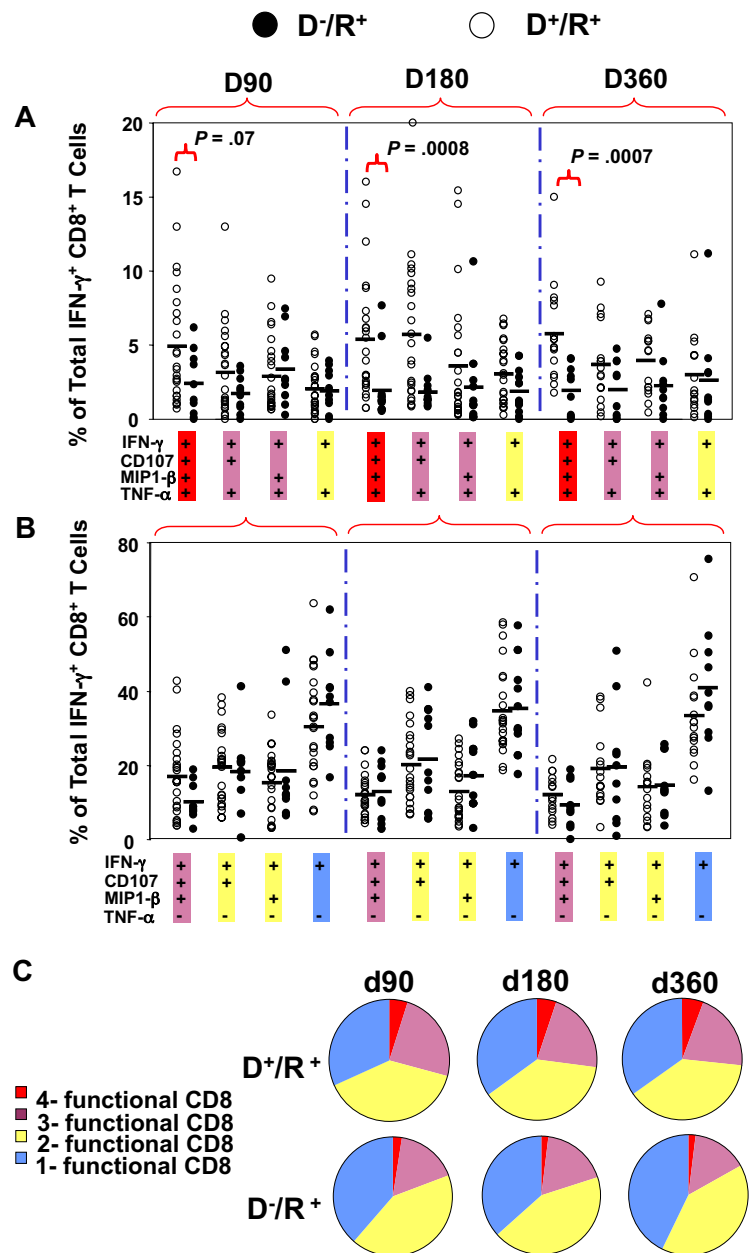 D⁻/R⁺ D⁺/R⁺
D90 D180 D360
A
% of Total IFN-γ⁺ CD8⁺ T Cells
20
15
10
5
0
P = .07
P = .0008
P = .0007
IFN-γ + + + + + + + + + + + +
CD107 + + + + + +
MIP1-β + + + + + +
TNF-α + + + + + + + + + + + +
B
% of Total IFN-γ⁺ CD8⁺ T Cells
80
60
40
20
0
IFN-γ + + + + + + + + + + + +
CD107 + + + + + +
MIP1-β + + + + + +
TNF-α - - - - - - - - - - - -
C
d90 d180 d360
D⁺/R⁺
4- functional CD8
3- functional CD8
2- functional CD8
1- functional CD8
D⁻/R⁺